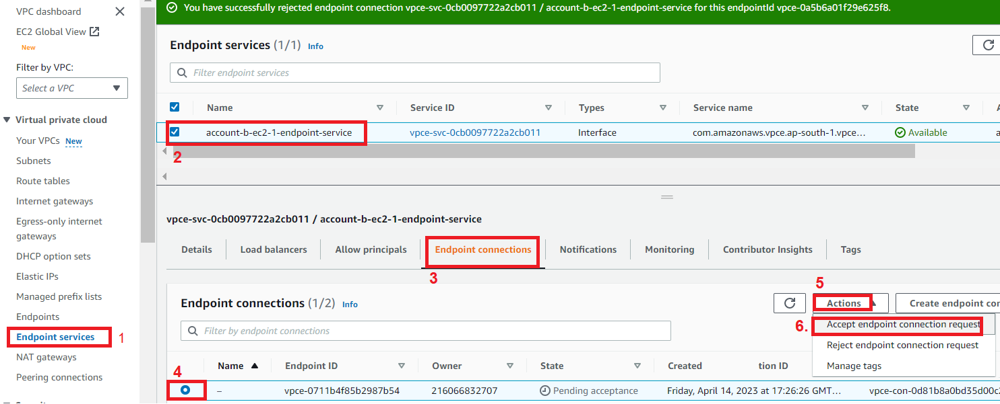 VPC dashboard
EC2 Global View
New
Filter by VPC:
Select a VPC
Virtual private cloud
Your VPCs New
Subnets
Route tables
Internet gateways
Egress-only internet
gateways
DHCP option sets
Elastic IPs
Managed prefix lists
Endpoints
Endpoint services 1
NAT gateways
Peering connections
You have successfully rejected endpoint connection vpce-svc-0cb0097722a2cb011 / account-b-ec2-1-endpoint-service for this endpointId vpce-0a5b6a01f29e625f8.
Endpoint services (1/1) Info
Filter endpoint services
Name Service ID Types Service name State
account-b-ec2-1-endpoint-service vpce-svc-0cb0097722a2cb011 Interface com.amazonaws.vpce.ap-south-1.vpce... Available
2
vpce-svc-0cb0097722a2cb011 / account-b-ec2-1-endpoint-service
Details Load balancers Allow principals Endpoint connections Notifications Monitoring Contributor Insights Tags
3
5
Endpoint connections (1/2) Info Actions Create endpoint con
6. Accept endpoint connection request
Filter by endpoint connections
Reject endpoint connection request
Manage tags
4
Name Endpoint ID Owner State Created tion ID
– vpce-0711b4f85b2987b54 216066832707 Pending acceptance Friday, April 14, 2023 at 17:26:26 GMT... vpce-con-0d81b8a0bd35d00c